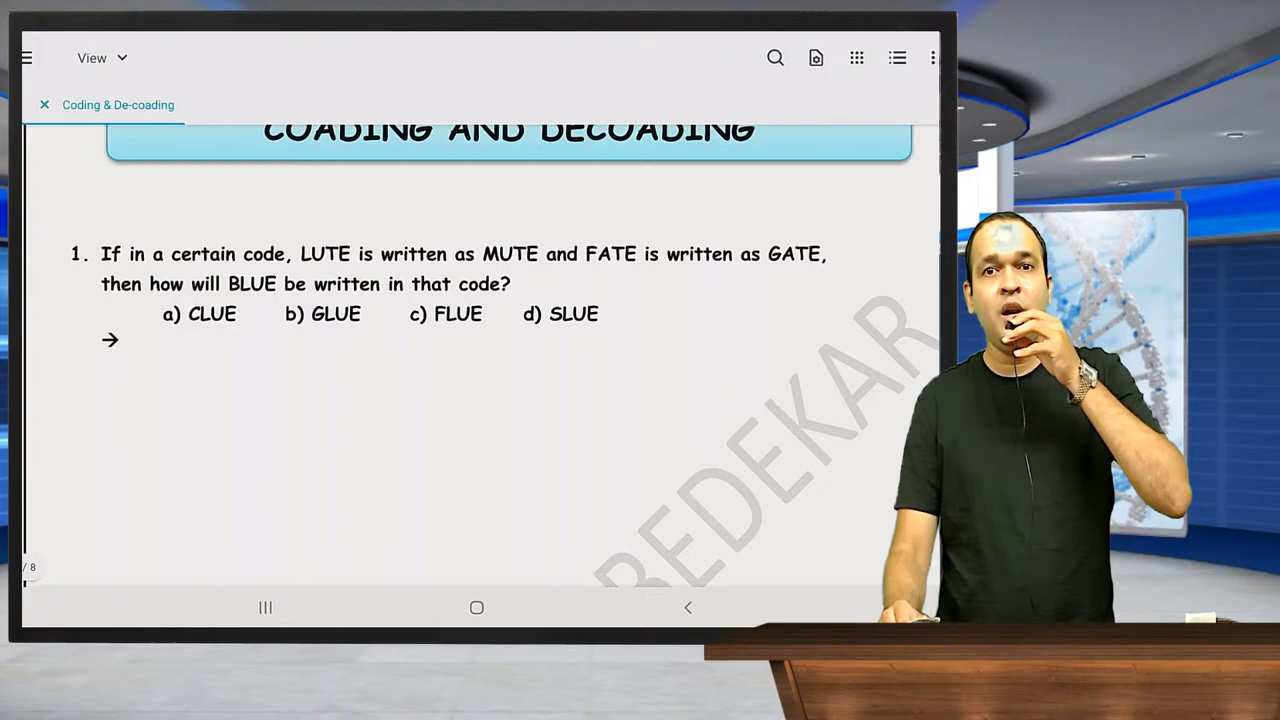 View
Coding & De-coading
COADING AND DECOADING
1. If in a certain code, LUTE is written as MUTE and FATE is written as GATE,
then how will BLUE be written in that code?
a) CLUE b) GLUE c) FLUE d) SLUE
→
BEDEKAR
/ 8